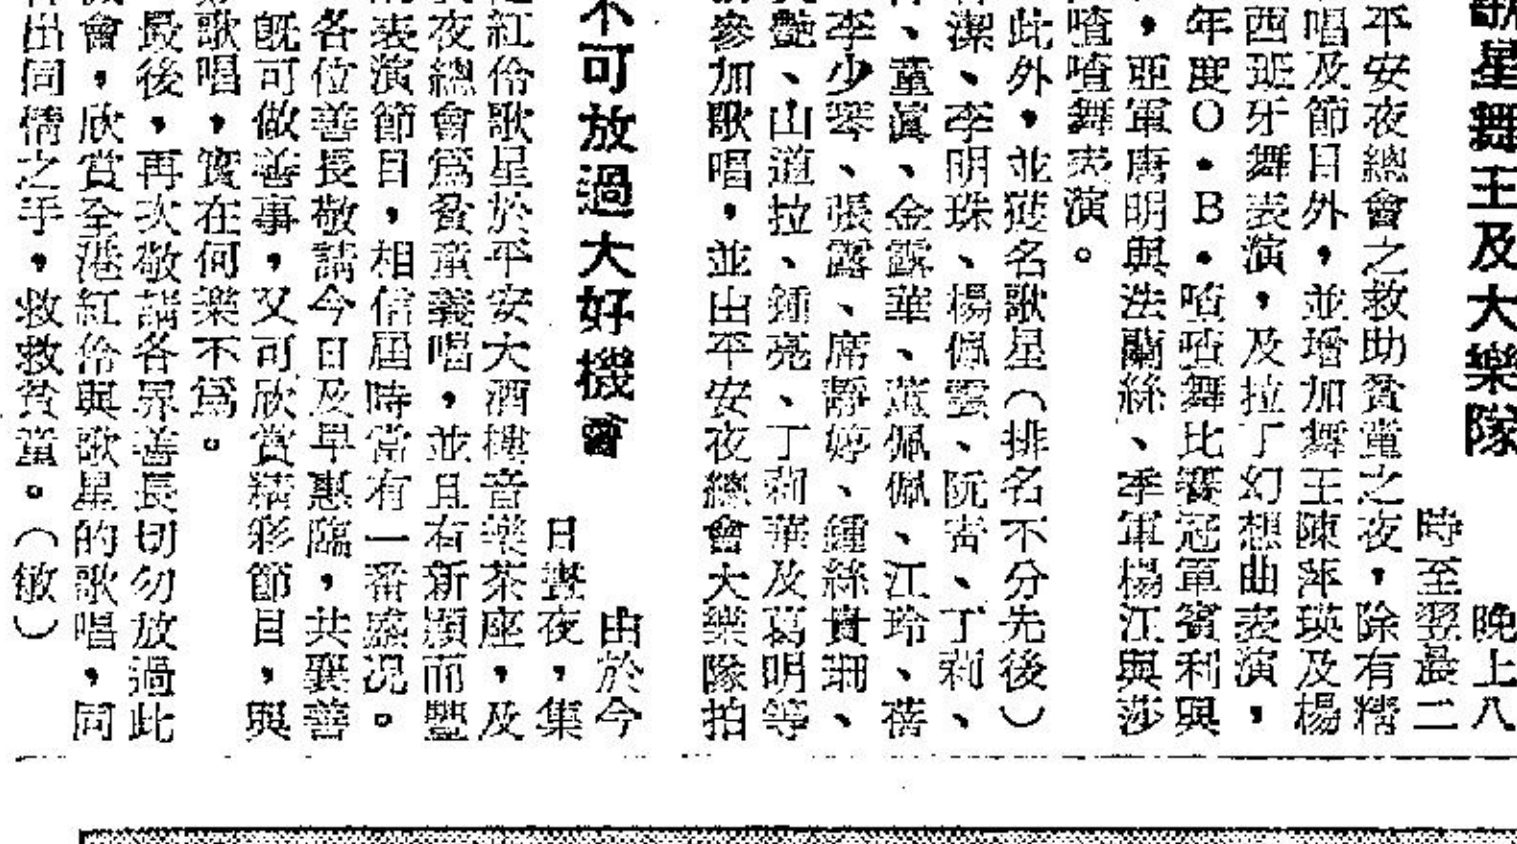 歌星舞王及大樂隊
晚上八
時至翌晨二
平安夜總會之救助貧童之夜,除有精
唱及節目外,並增加舞王陳萍瑛及楊
西班牙舞表演,及拉丁幻想曲表演,
年度O·B·喳喳舞比賽冠軍賓利與
,亞軍唐明與法蘭絲、季軍楊江與莎
喳喳舞表演。
此外,並獲名歌星(排名不分先後)
潔、李明珠、楊佩雲、阮書、丁莉、
、童眞、金露華、董佩佩、江玲、蓓
李少琴、張露、席靜婷、鍾絲貴珊、
艷、山道拉、鍾亮、丁莉華及葛明等
參加歌唱,並由平安夜總會大樂隊拍
不可放過大好機會
由於今
日暨夜,集
紅伶歌星於平安大酒樓音樂茶座,及
夜總會爲貧童義唱,並且有新穎而豐
的表演節目,相信屆時當有一番盛況。
各位善長敬請今日及早惠臨,共襄善
旣可做善事,又可欣賞精彩節目,與
歌唱,實在何樂不爲。
最後,再次敬請各界善長切勿放過此
機會,欣賞全港紅伶與歌星的歌唱,同
出同情之手,救救貧童。(敏)